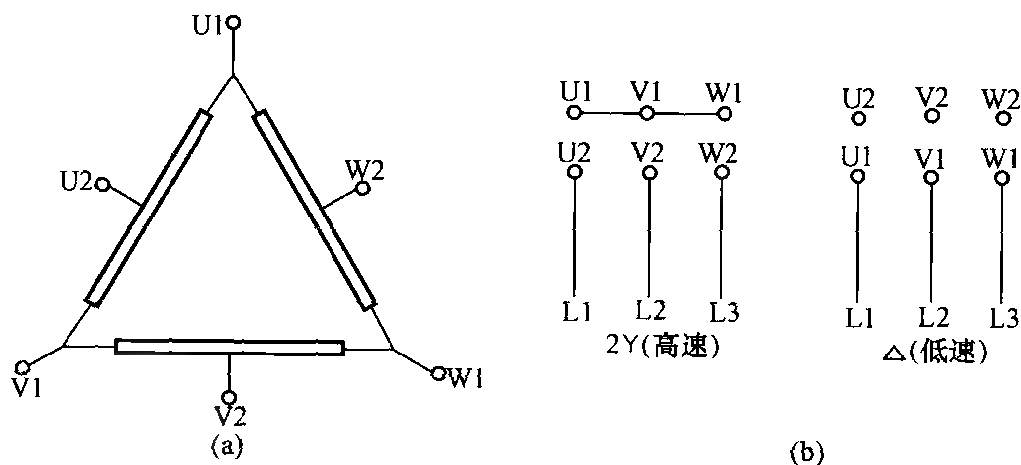 U1
U2
W2
V1
W1
V2
(a)
U1 V1 W1
U2 V2 W2
L1 L2 L3
2Y(高速)
U2 V2 W2
U1 V1 W1
L1 L2 L3
△(低速)
(b)